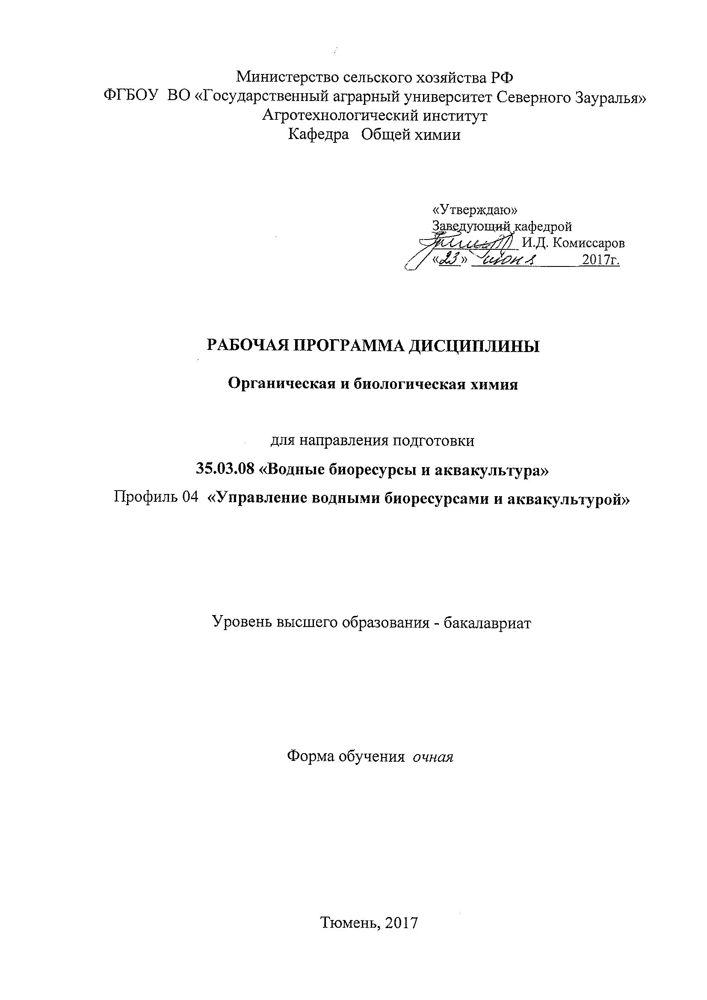 Министерство сельского хозяйства РФ
ФГБОУ ВО «Государственный аграрный университет Северного Зауралья»
Агротехнологический институт
Кафедра Общей химии
«Утверждаю»
Заведующий кафедрой
И.Д. Комиссаров
«23» июня 2017г.
РАБОЧАЯ ПРОГРАММА ДИСЦИПЛИНЫ
Органическая и биологическая химия
для направления подготовки
35.03.08 «Водные биоресурсы и аквакультура»
Профиль 04 «Управление водными биоресурсами и аквакультурой»
Уровень высшего образования - бакалавриат
Форма обучения очная
Тюмень, 2017